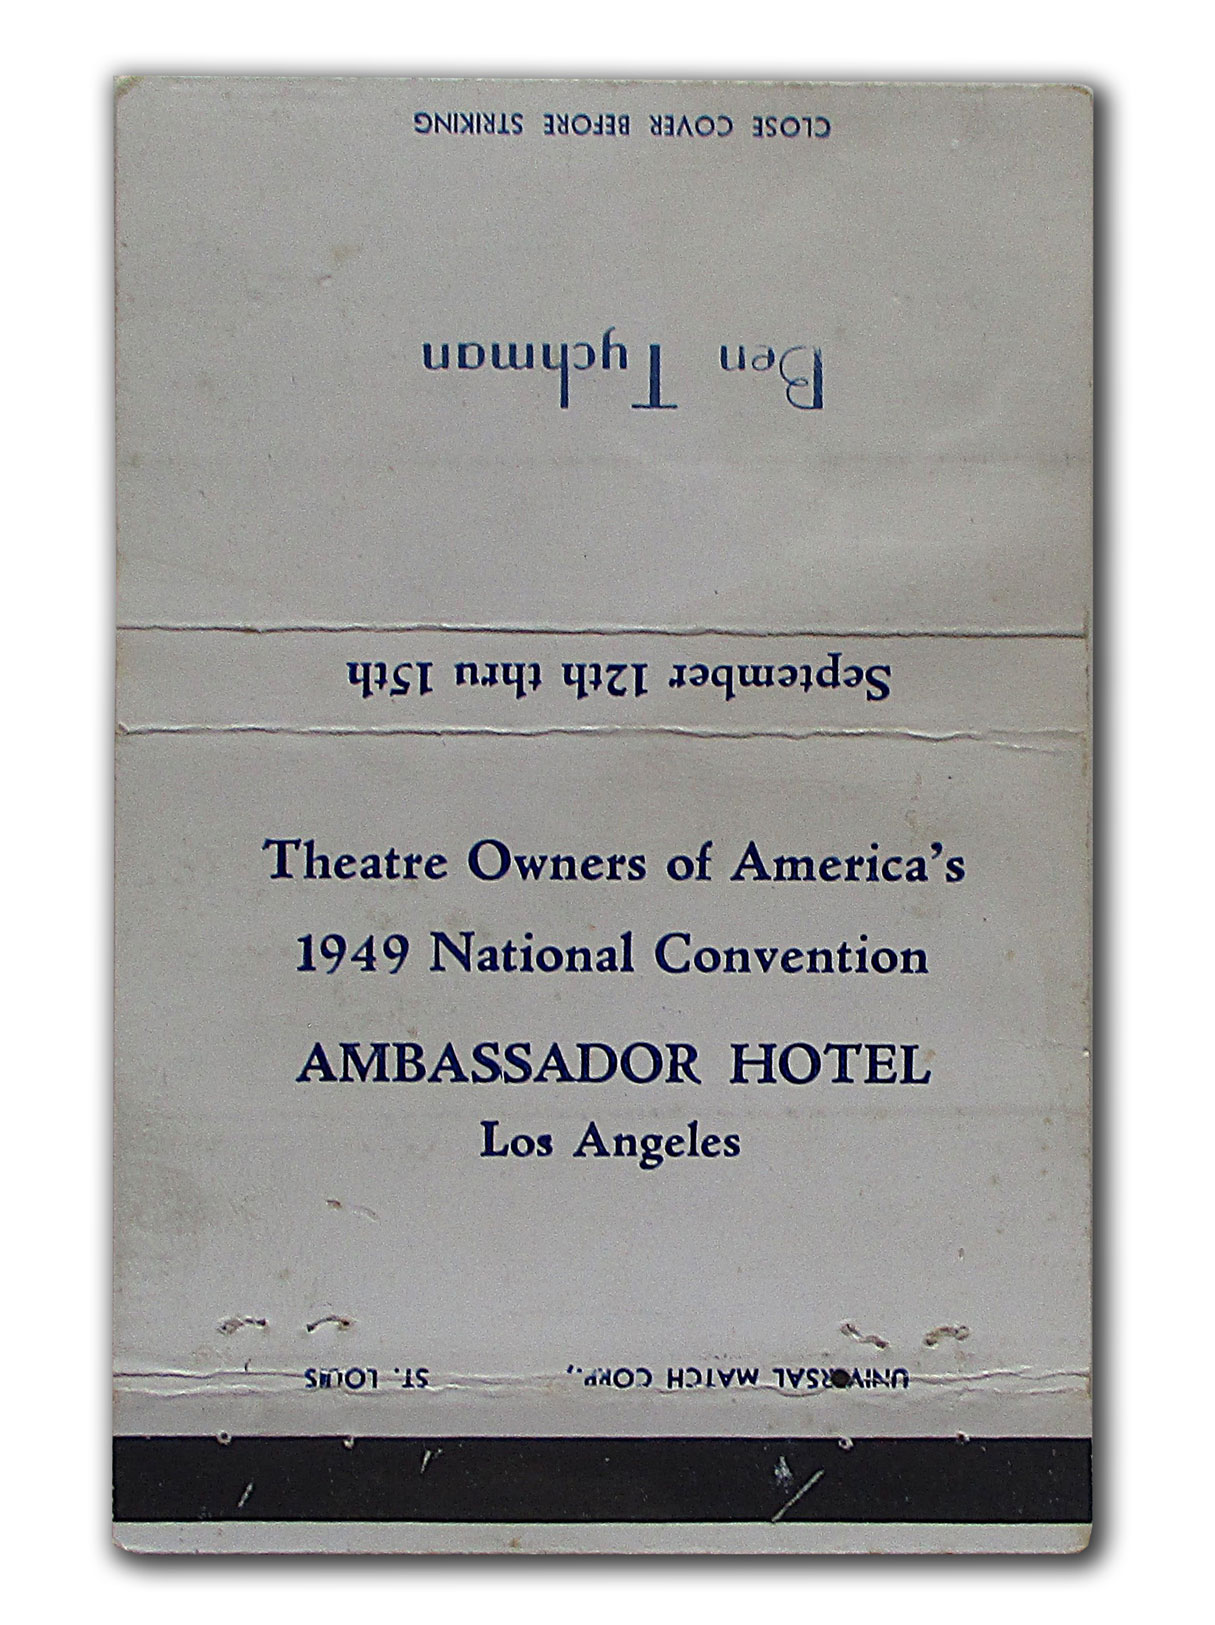 CLOSE COVER BEFORE STRIKING
Ben Tychman
September 12th thru 15th
Theatre Owners of America's
1949 National Convention
AMBASSADOR HOTEL
Los Angeles
UNIVERSAL MATCH CORP., ST. LOUIS